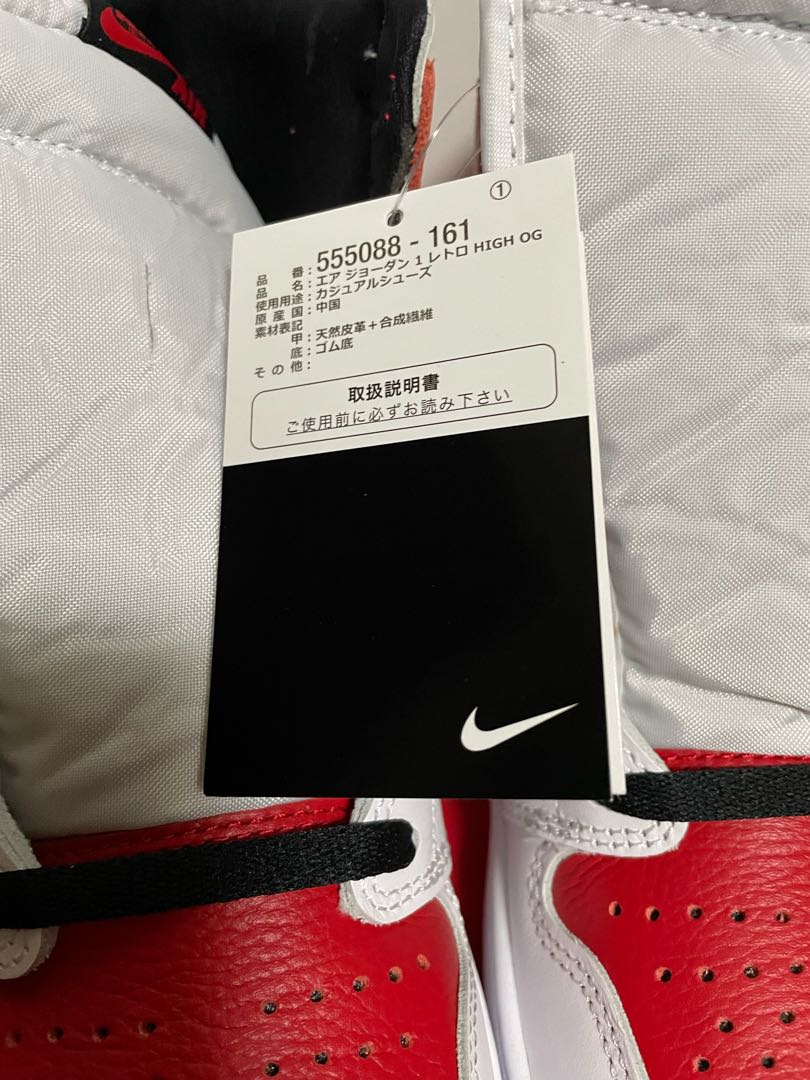 NIKE
①
品番：555088 - 161
品名：エア ジョーダン 1 レトロ HIGH OG
使用用途：カジュアルシューズ
原産国：中国
素材表記
甲：天然皮革＋合成繊維
底：ゴム底
その他：
取扱説明書
ご使用前に必ずお読み下さい